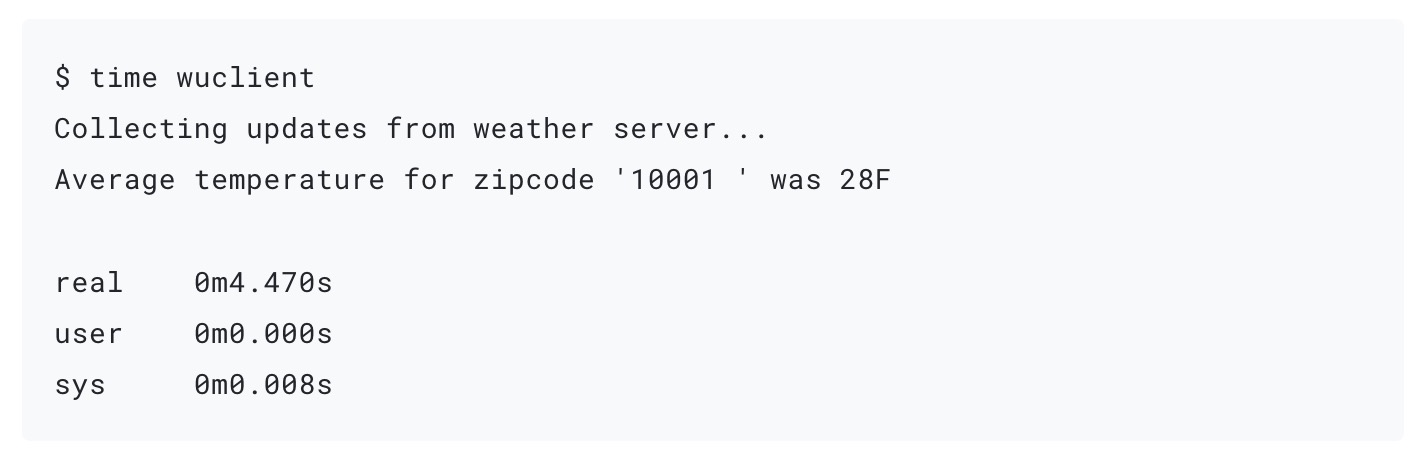 $ time wuclient
Collecting updates from weather server...
Average temperature for zipcode '10001 ' was 28F

real    0m4.470s
user    0m0.000s
sys     0m0.008s